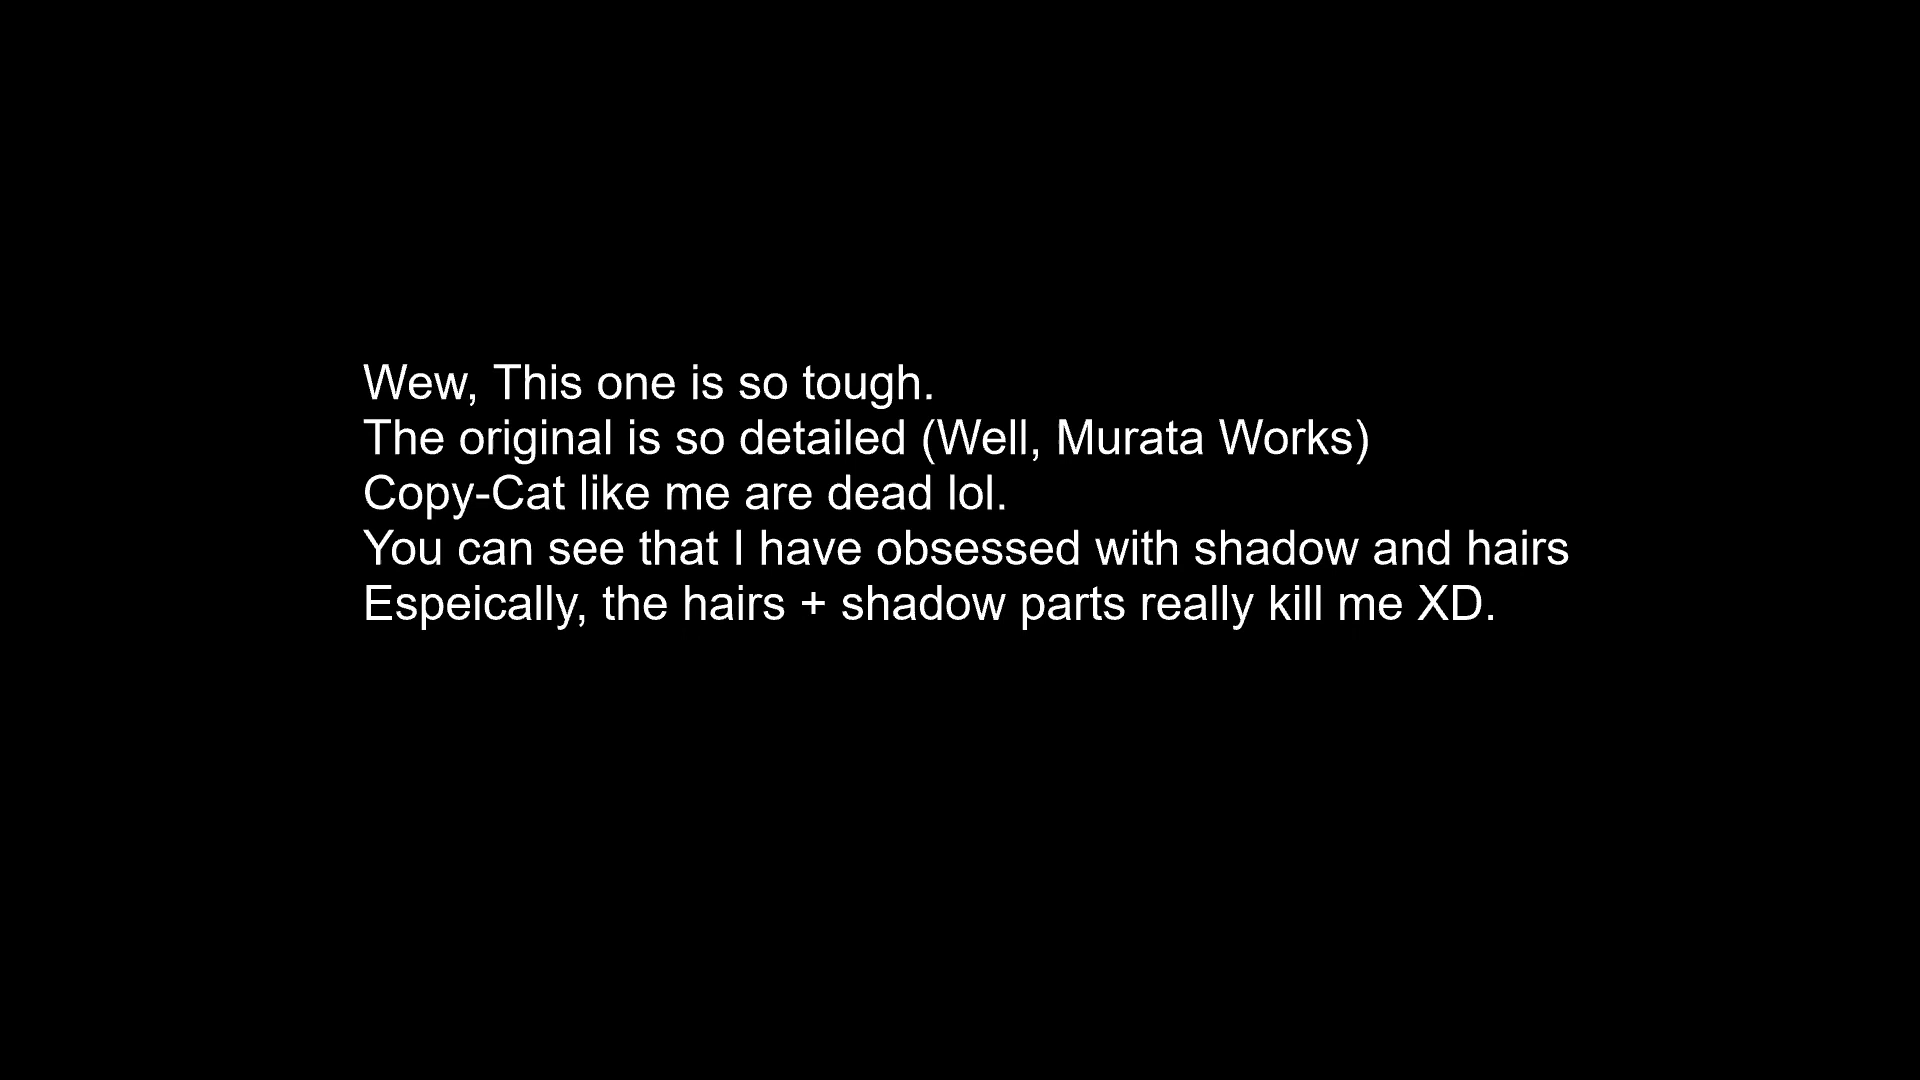 Wew, This one is so tough.
The original is so detailed (Well, Murata Works)
Copy-Cat like me are dead lol.
You can see that I have obsessed with shadow and hairs
Espeically, the hairs + shadow parts really kill me XD.